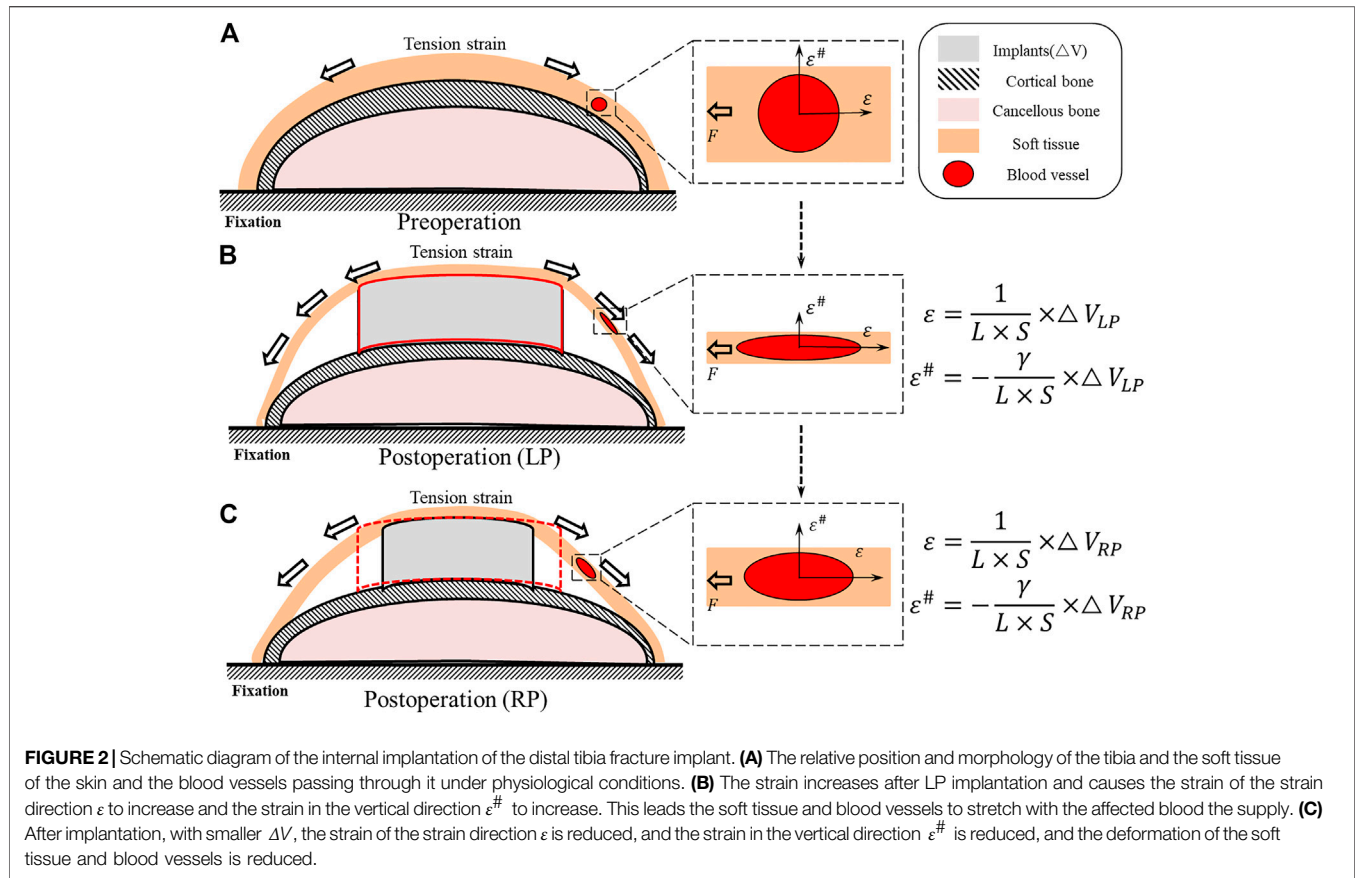 A
Tension strain
ε#
ε
F
Fixation
Preoperation
Implants(△V)
Cortical bone
Cancellous bone
Soft tissue
Blood vessel
B
Tension strain
ε#
ε
F
Fixation
Postoperation (LP)
ε = 1 / (L × S) × △ V_LP
ε# = − γ / (L × S) × △ V_LP
C
Tension strain
ε#
ε
F
Fixation
Postoperation (RP)
ε = 1 / (L × S) × △ V_RP
ε# = − γ / (L × S) × △ V_RP
FIGURE 2 | Schematic diagram of the internal implantation of the distal tibia fracture implant. (A) The relative position and morphology of the tibia and the soft tissue
of the skin and the blood vessels passing through it under physiological conditions. (B) The strain increases after LP implantation and causes the strain of the strain
direction ε to increase and the strain in the vertical direction ε# to increase. This leads the soft tissue and blood vessels to stretch with the affected blood the supply. (C)
After implantation, with smaller ΔV, the strain of the strain direction ε is reduced, and the strain in the vertical direction ε# is reduced, and the deformation of the soft
tissue and blood vessels is reduced.